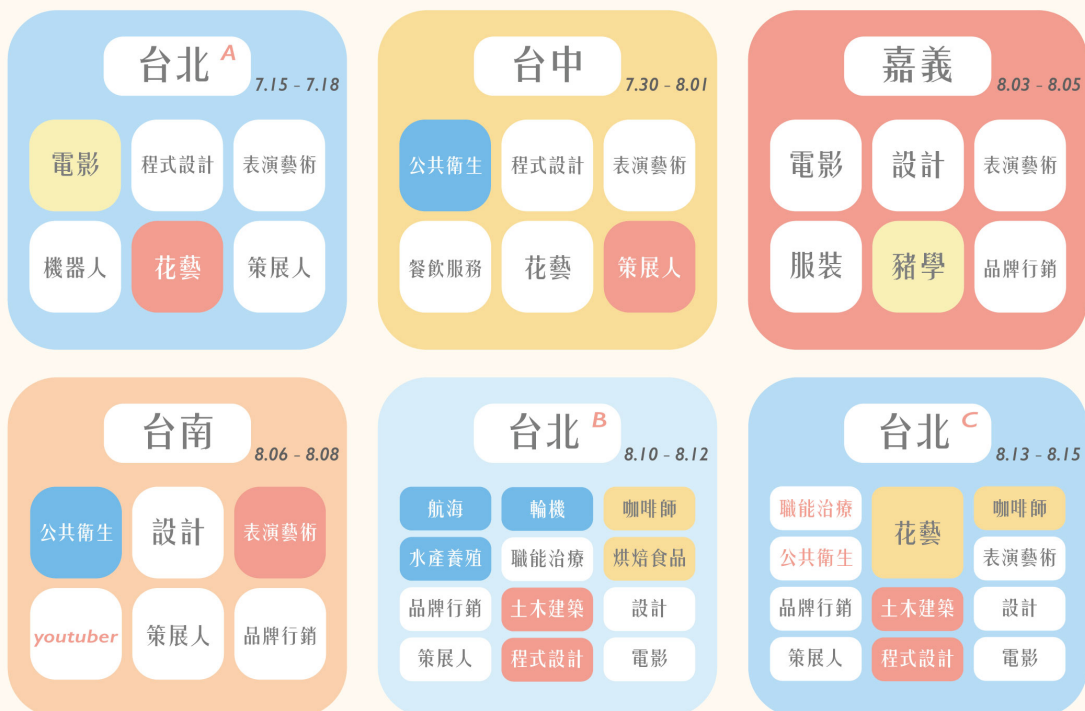 台北 A
7.15 – 7.18
電影 程式設計 表演藝術
機器人 花藝 策展人
台中
7.30 – 8.01
公共衛生 程式設計 表演藝術
餐飲服務 花藝 策展人
嘉義
8.03 – 8.05
電影 設計 表演藝術
服裝 豬學 品牌行銷
台南
8.06 – 8.08
公共衛生 設計 表演藝術
youtuber 策展人 品牌行銷
台北 B
8.10 – 8.12
航海 輪機 咖啡師
水產養殖 職能治療 烘焙食品
品牌行銷 土木建築 設計
策展人 程式設計 電影
台北 C
8.13 – 8.15
職能治療 花藝 咖啡師
公共衛生 表演藝術
品牌行銷 土木建築 設計
策展人 程式設計 電影